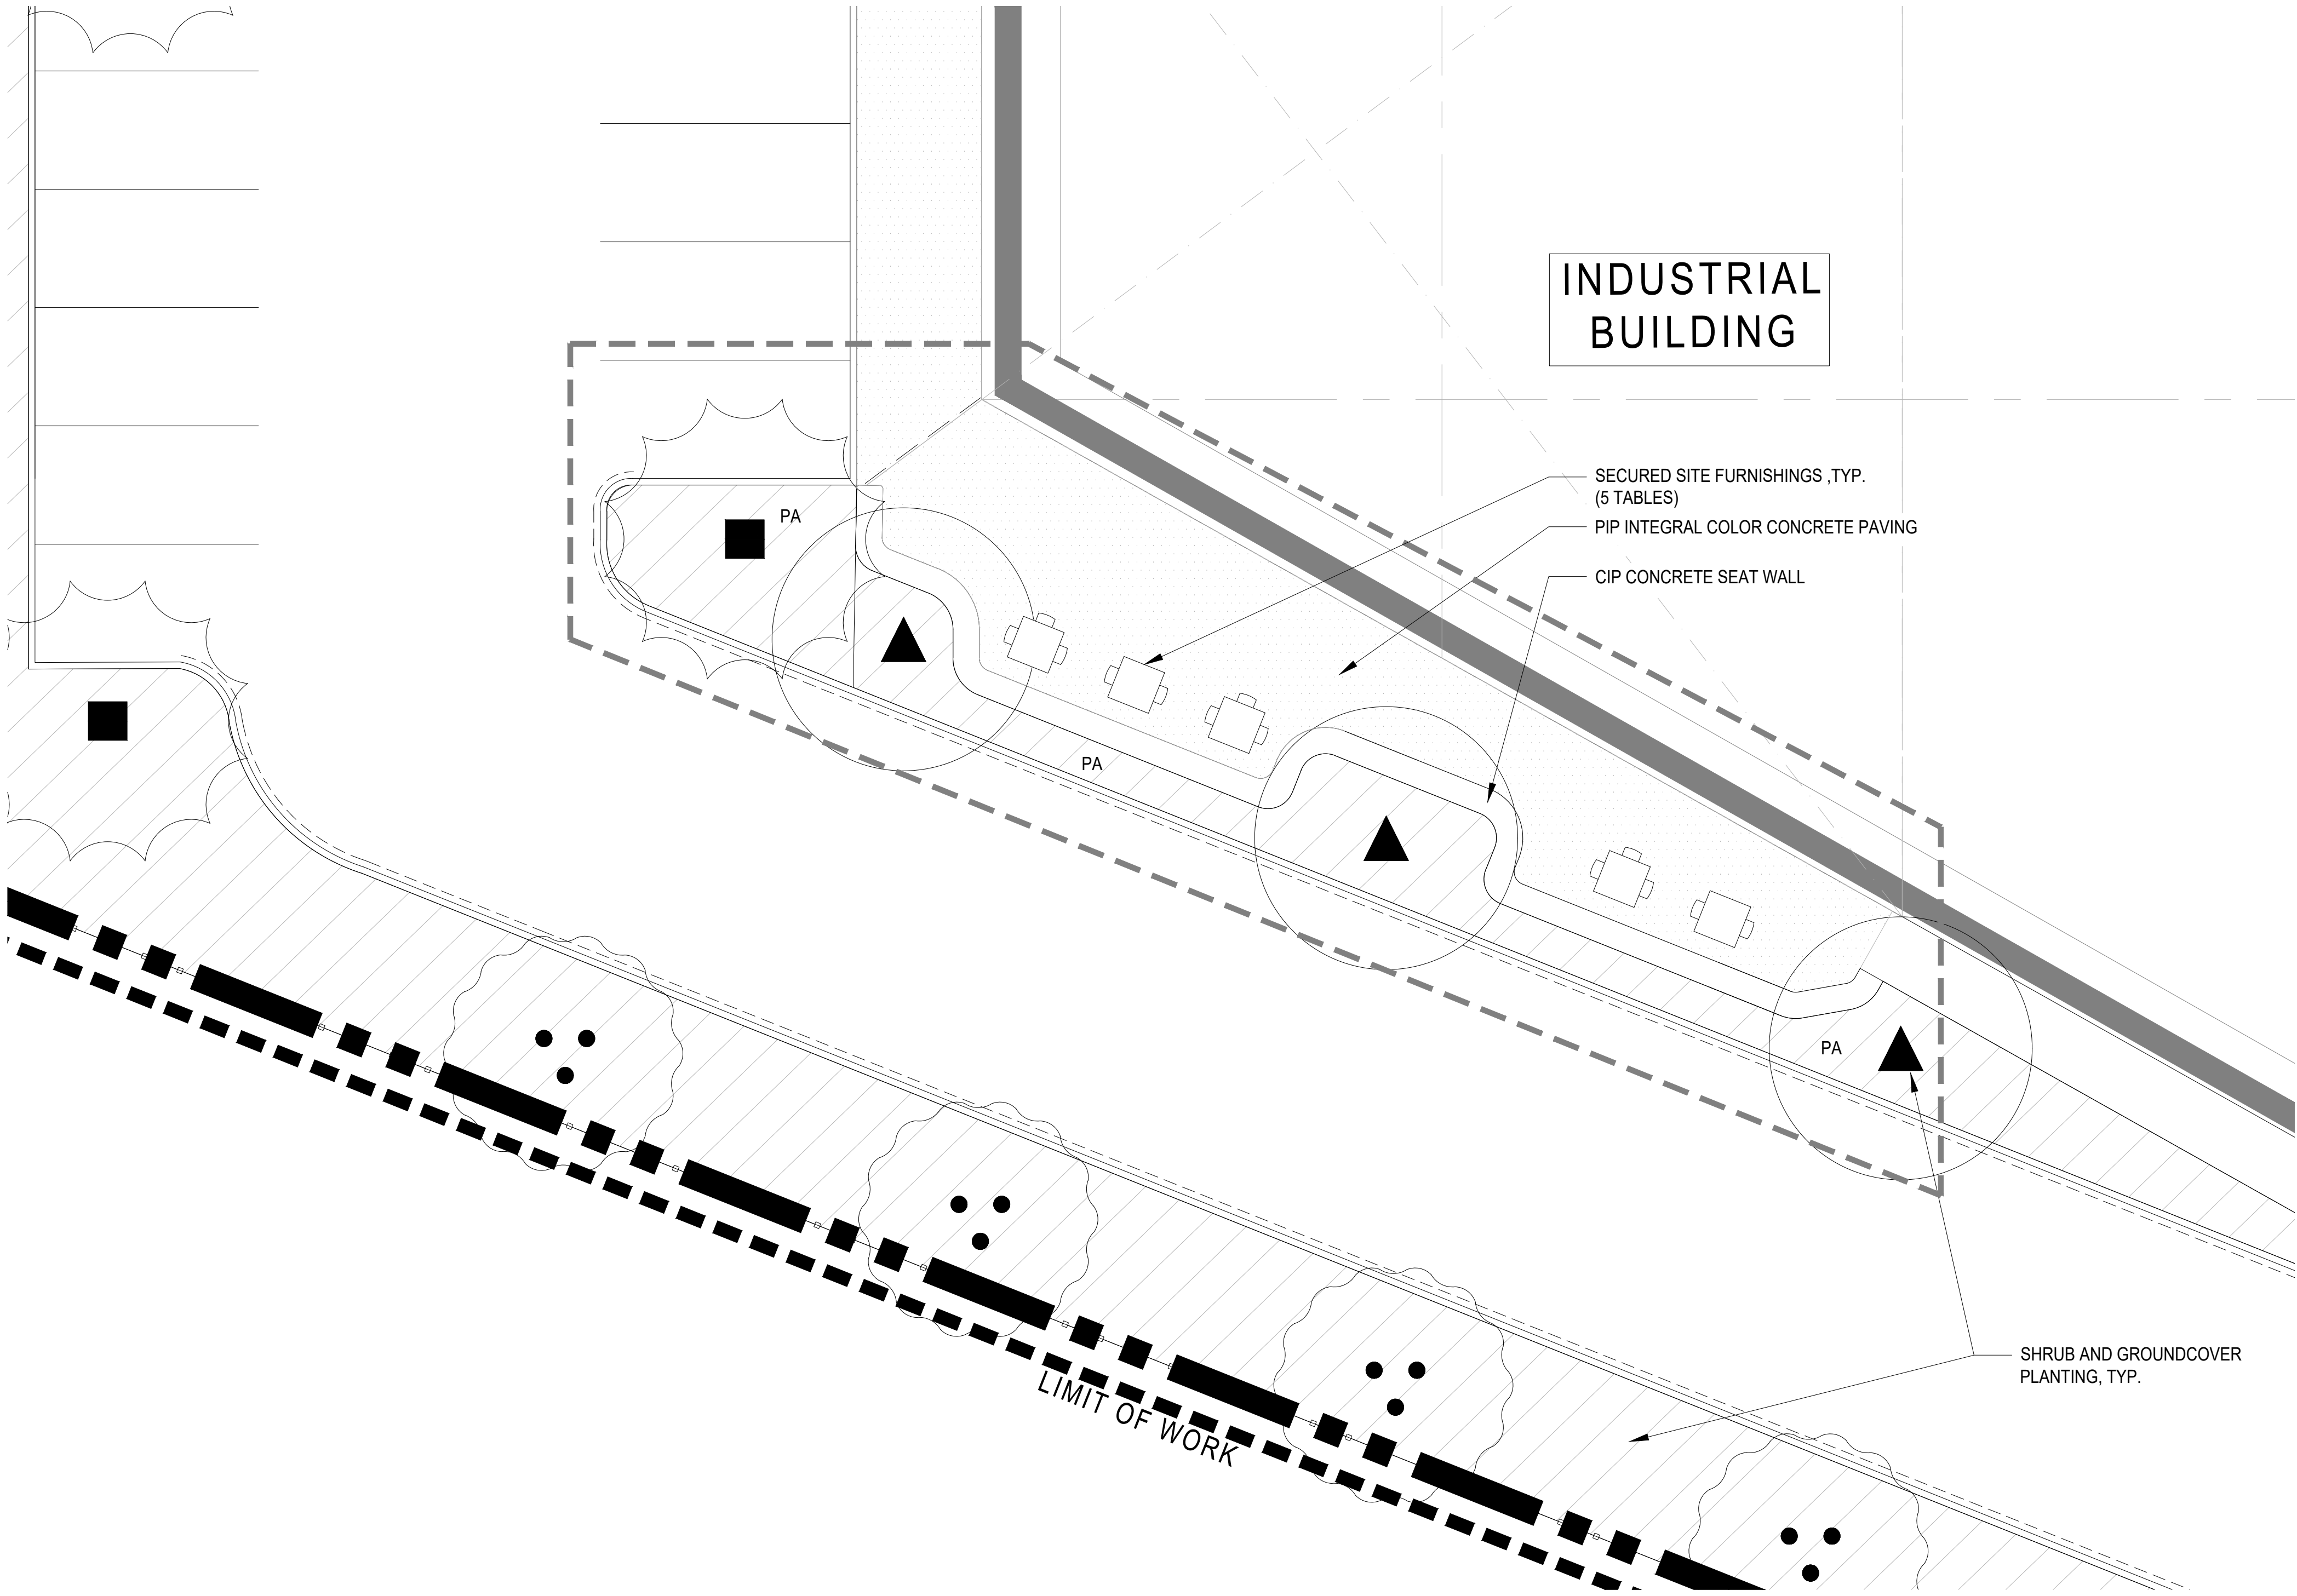 INDUSTRIAL
BUILDING
SECURED SITE FURNISHINGS ,TYP.
(5 TABLES)
PA
PIP INTEGRAL COLOR CONCRETE PAVING
CIP CONCRETE SEAT WALL
PA
PA
SHRUB AND GROUNDCOVER
PLANTING, TYP.
LIMIT OF WORK